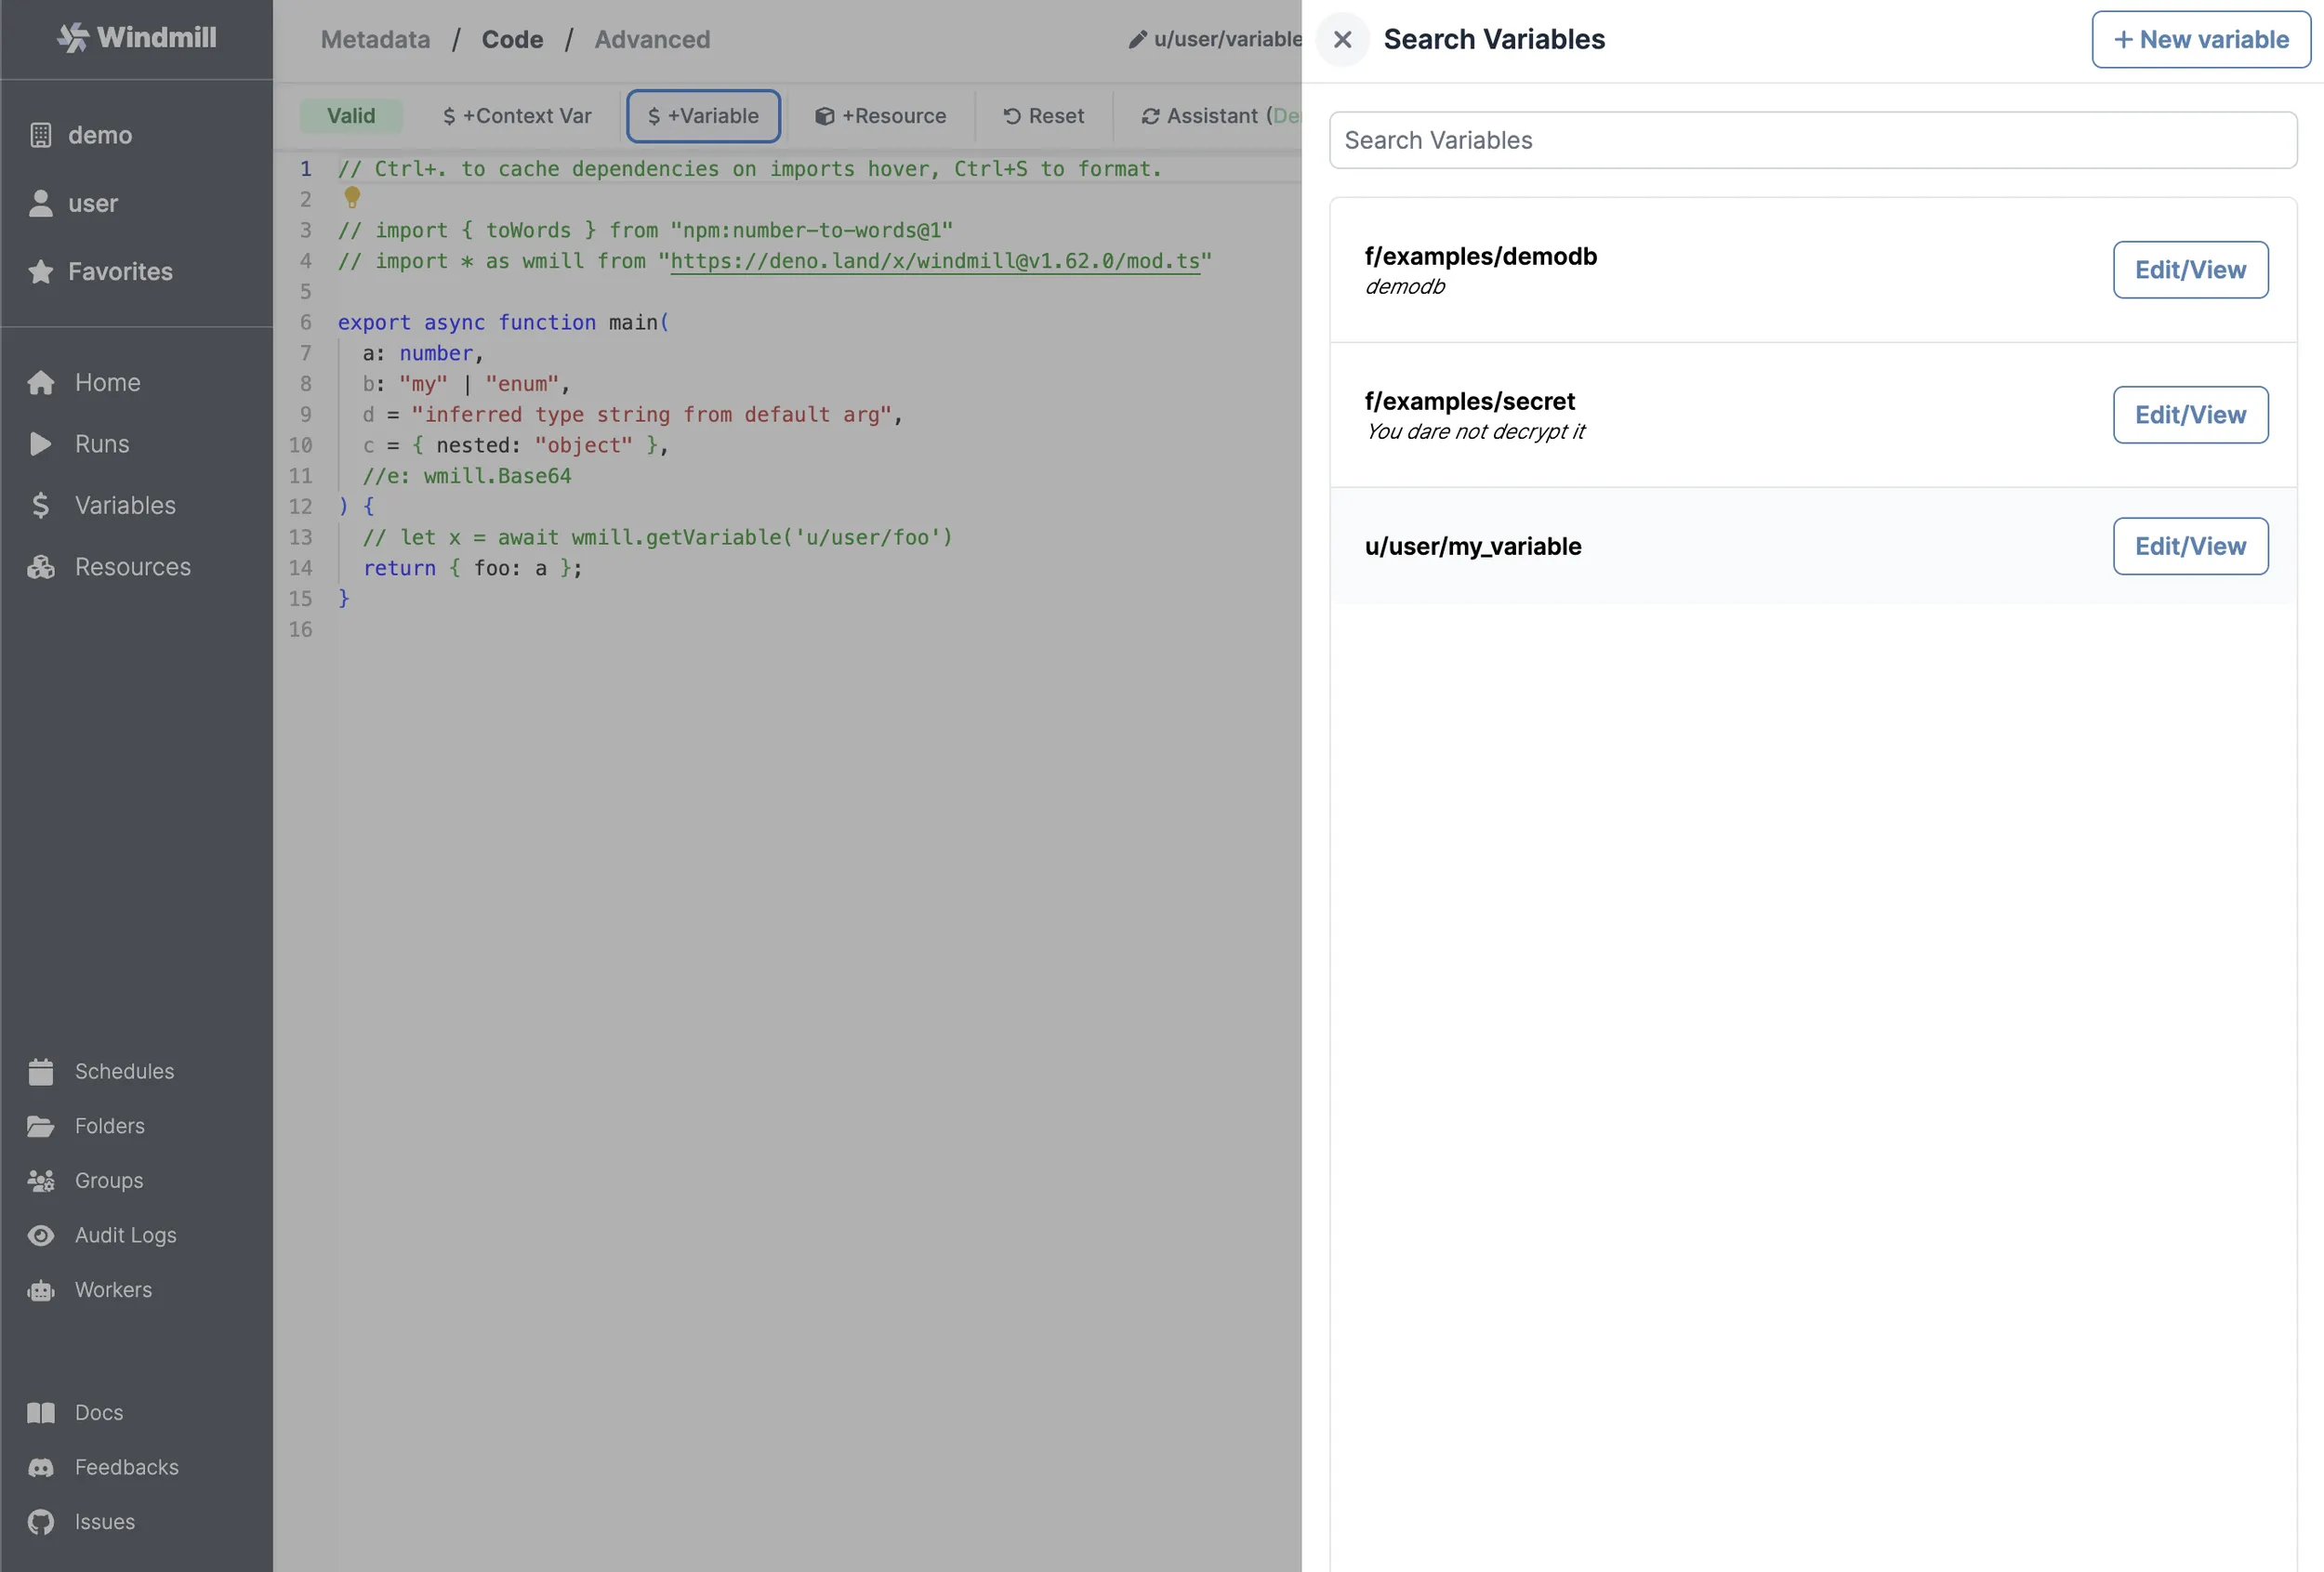 Windmill
demo
user
Favorites
Home
Runs
$ Variables
Resources
Schedules
Folders
Groups
Audit Logs
Workers
Docs
Feedbacks
Issues
Metadata / Code / Advanced
u/user/variable
Valid
$ +Context Var
$ +Variable
+Resource
Reset
Assistant (De
1 // Ctrl+. to cache dependencies on imports hover, Ctrl+S to format.
2
3 // import { toWords } from "npm:number-to-words@1"
4 // import * as wmill from "https://deno.land/x/windmill@v1.62.0/mod.ts"
5
6 export async function main(
7 a: number,
8 b: "my" | "enum",
9 d = "inferred type string from default arg",
10 c = { nested: "object" },
11 //e: wmill.Base64
12 ) {
13 // let x = await wmill.getVariable('u/user/foo')
14 return { foo: a };
15 }
16
Search Variables
+ New variable
Search Variables
f/examples/demodb
demodb
Edit/View
f/examples/secret
You dare not decrypt it
Edit/View
u/user/my_variable
Edit/View